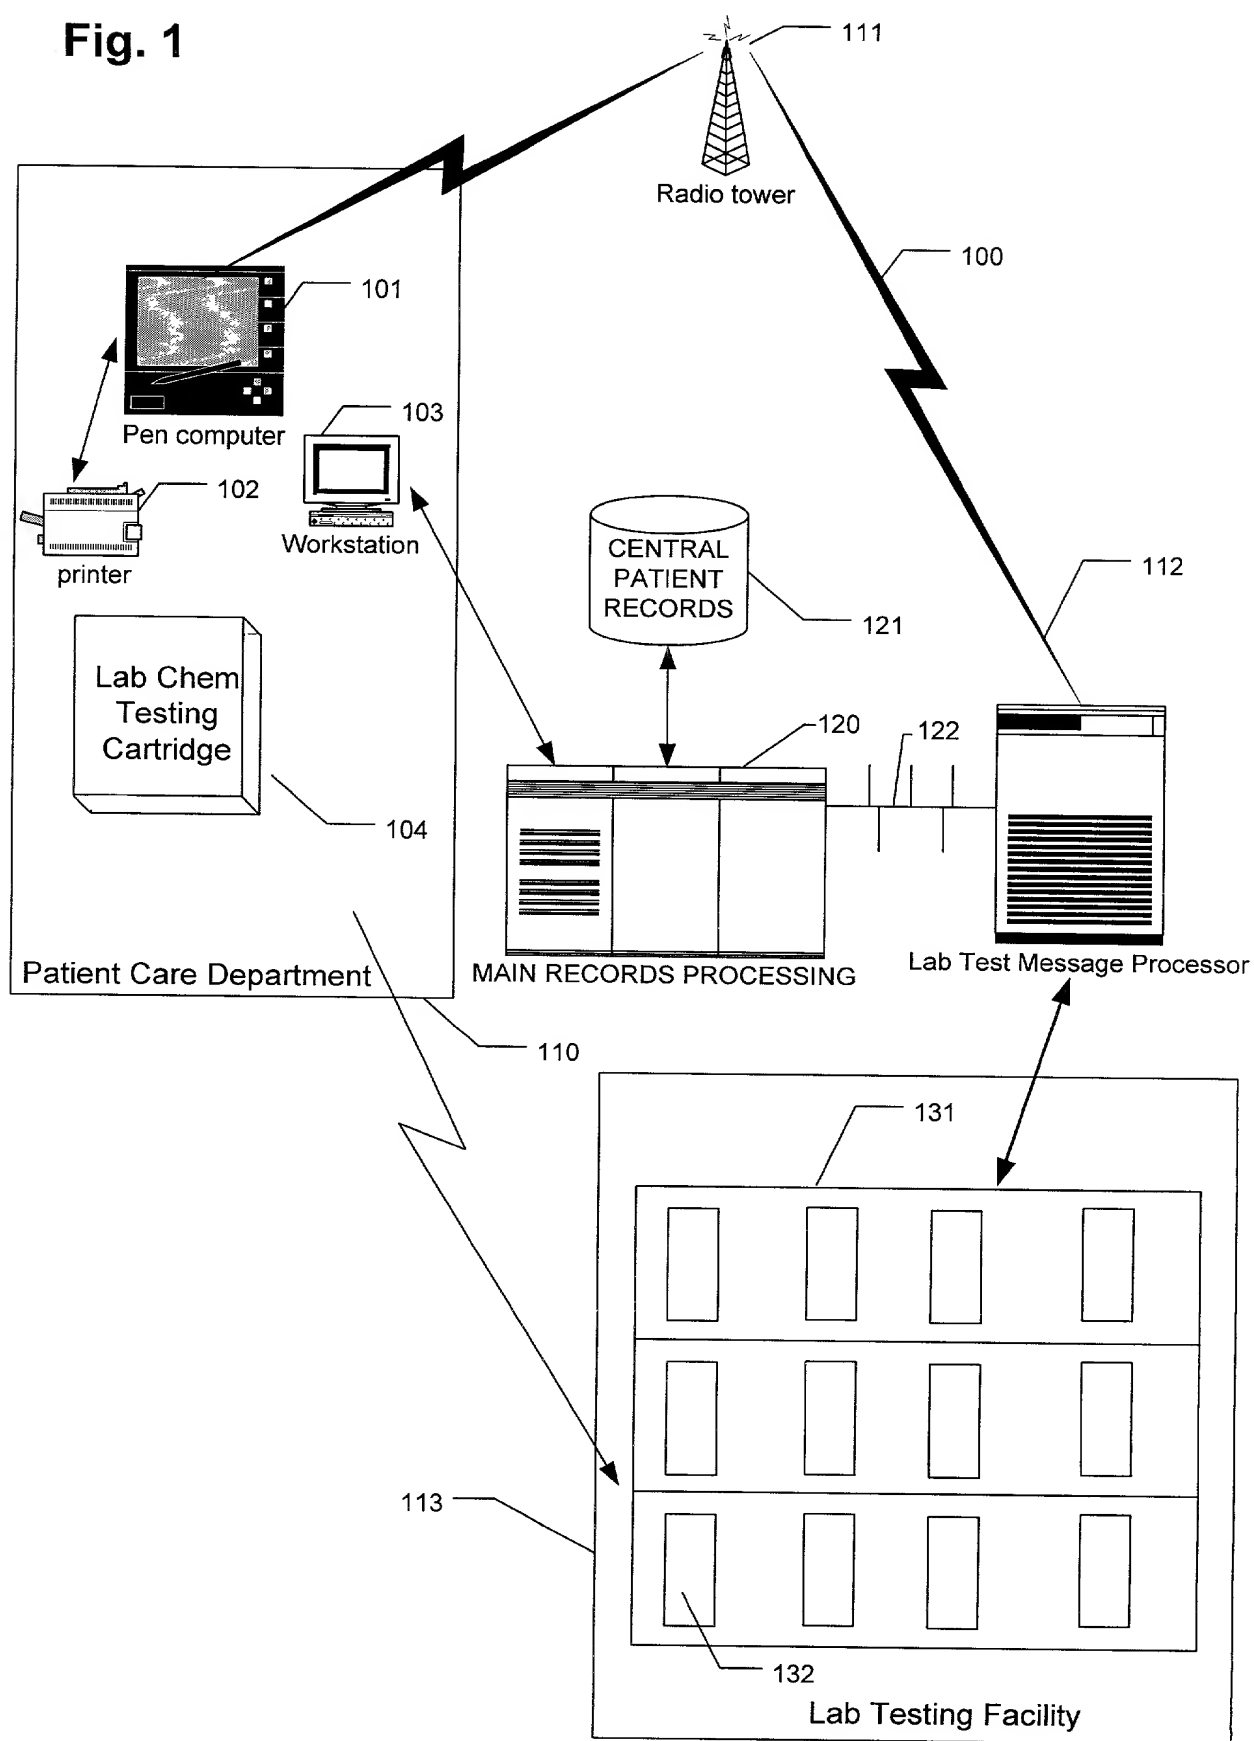 Fig. 1
111
Radio tower
100
101
Pen computer
103
102
Workstation
printer
CENTRAL
PATIENT
RECORDS
121
112
Lab Chem
Testing
Cartridge
104
120
122
Patient Care Department
MAIN RECORDS PROCESSING
Lab Test Message Processor
110
131
113
132
Lab Testing Facility